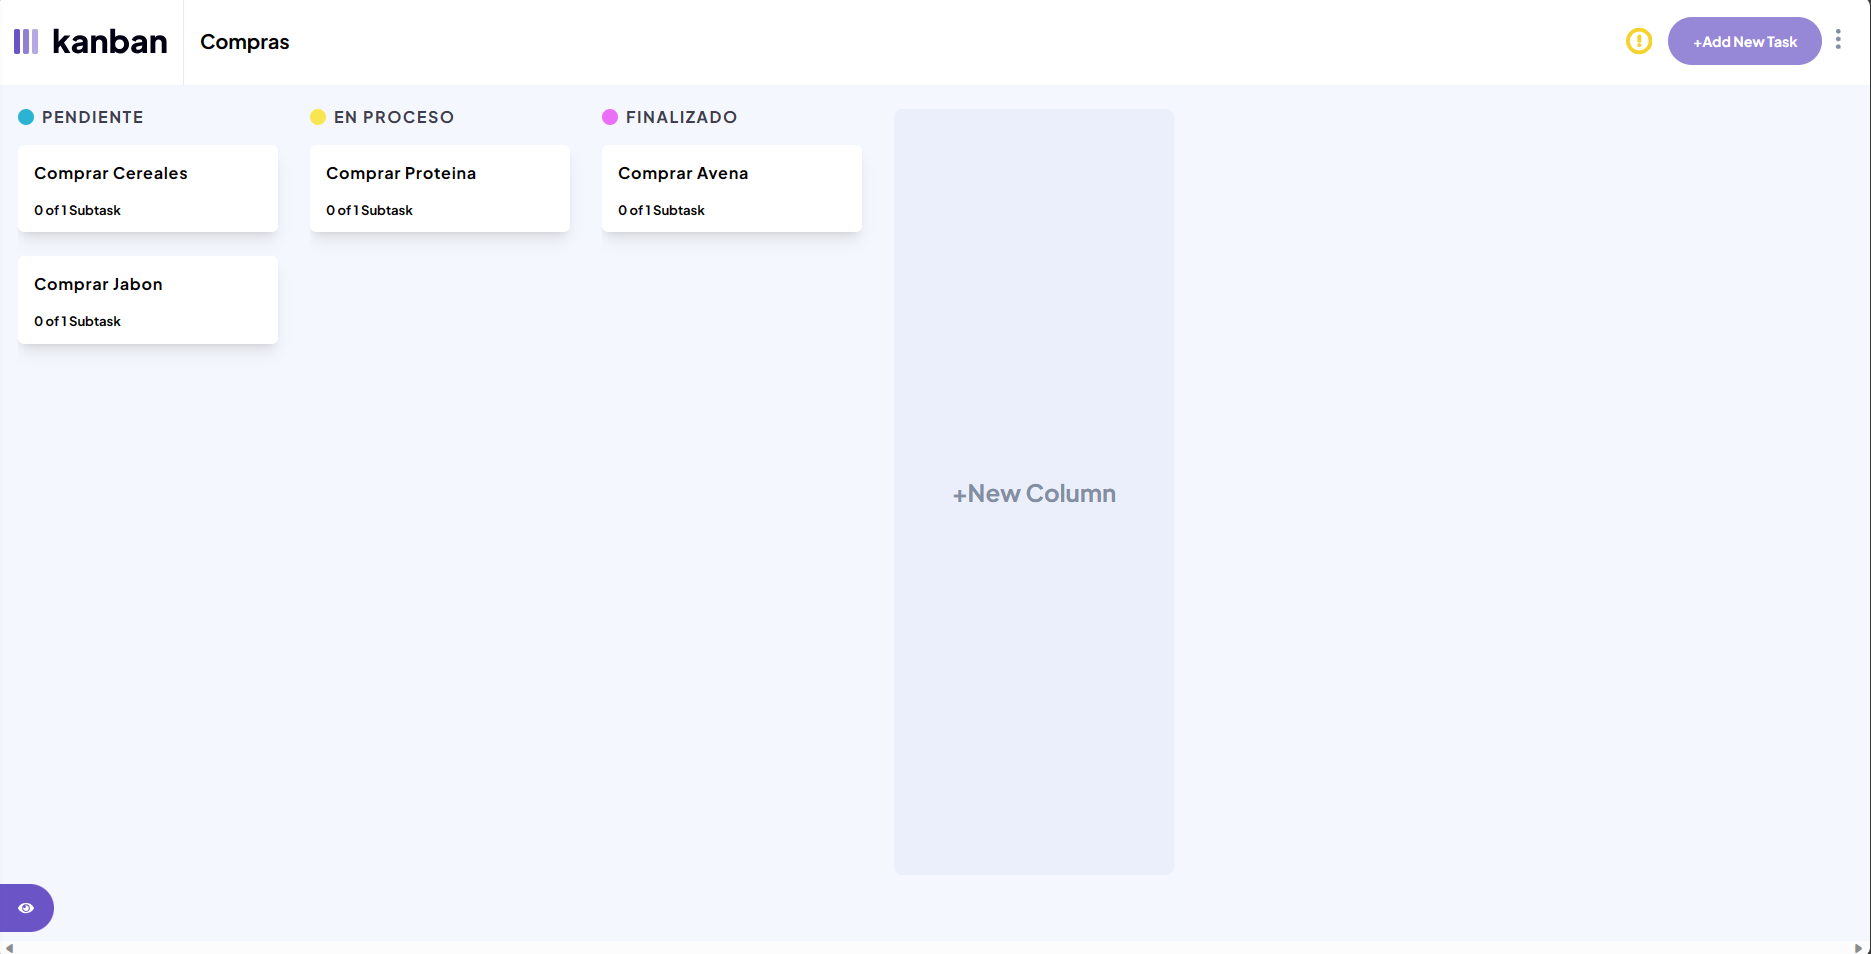 kanban
Compras
+Add New Task
PENDIENTE
Comprar Cereales
0 of 1 Subtask
Comprar Jabon
0 of 1 Subtask
EN PROCESO
Comprar Proteina
0 of 1 Subtask
FINALIZADO
Comprar Avena
0 of 1 Subtask
+New Column